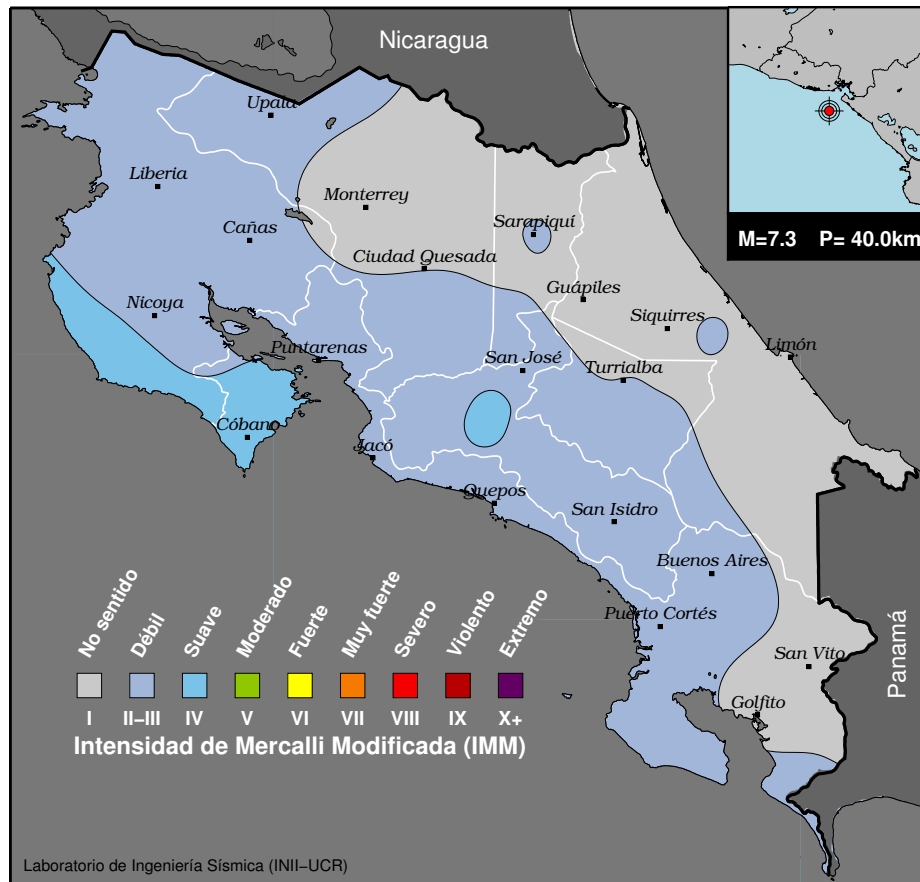 Nicaragua
Upala
Liberia
Monterrey
Cañas
Sarapiquí
M=7.3 P= 40.0km
Ciudad Quesada
Guápiles
Nicoya
Siquirres
Puntarenas
San José
Limón
Turrialba
Cóbano
Jacó
Quepos
San Isidro
Buenos Aires
Puerto Cortés
San Vito
Golfito
Panamá
No sentido
Débil
Suave
Moderado
Fuerte
Muy fuerte
Severo
Violento
Extremo
I II–III IV V VI VII VIII IX X+
Intensidad de Mercalli Modificada (IMM)
Laboratorio de Ingeniería Sísmica (INII–UCR)